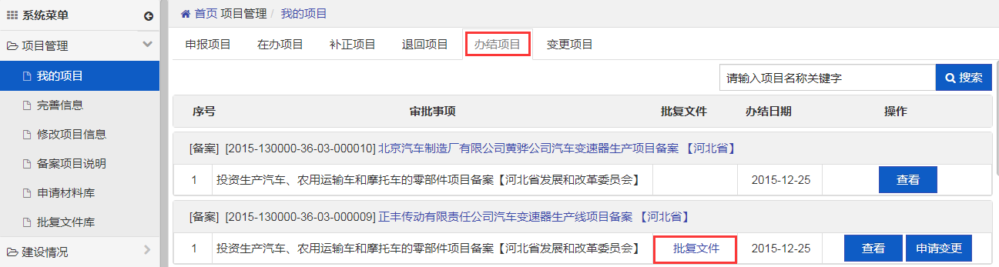 系统菜单
首页 项目管理 / 我的项目
项目管理
我的项目
完善信息
修改项目信息
备案项目说明
申请材料库
批复文件库
建设情况
申报项目 在办项目 补正项目 退回项目 办结项目 变更项目
请输入项目名称关键字 搜索
序号 审批事项 批复文件 办结日期 操作
[备案] [2015-130000-36-03-000010] 北京汽车制造厂有限公司黄骅公司汽车变速器生产项目备案 【河北省】
1 投资生产汽车、农用运输车和摩托车的零部件项目备案【河北省发展和改革委员会】 2015-12-25 查看
[备案] [2015-130000-36-03-000009] 正丰传动有限责任公司汽车变速器生产线项目备案 【河北省】
1 投资生产汽车、农用运输车和摩托车的零部件项目备案【河北省发展和改革委员会】 批复文件 2015-12-25 查看 申请变更